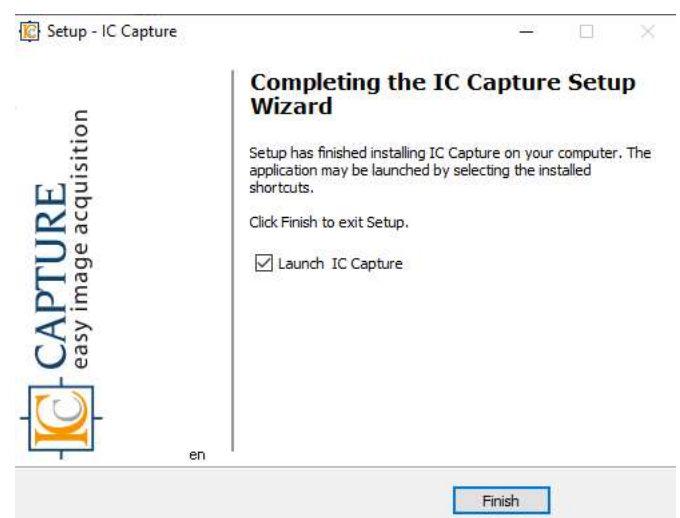 Setup - IC Capture
Completing the IC Capture Setup
Wizard
Setup has finished installing IC Capture on your computer. The
application may be launched by selecting the installed
shortcuts.
Click Finish to exit Setup.
Launch IC Capture
IC CAPTURE
easy image acquisition
en
Finish